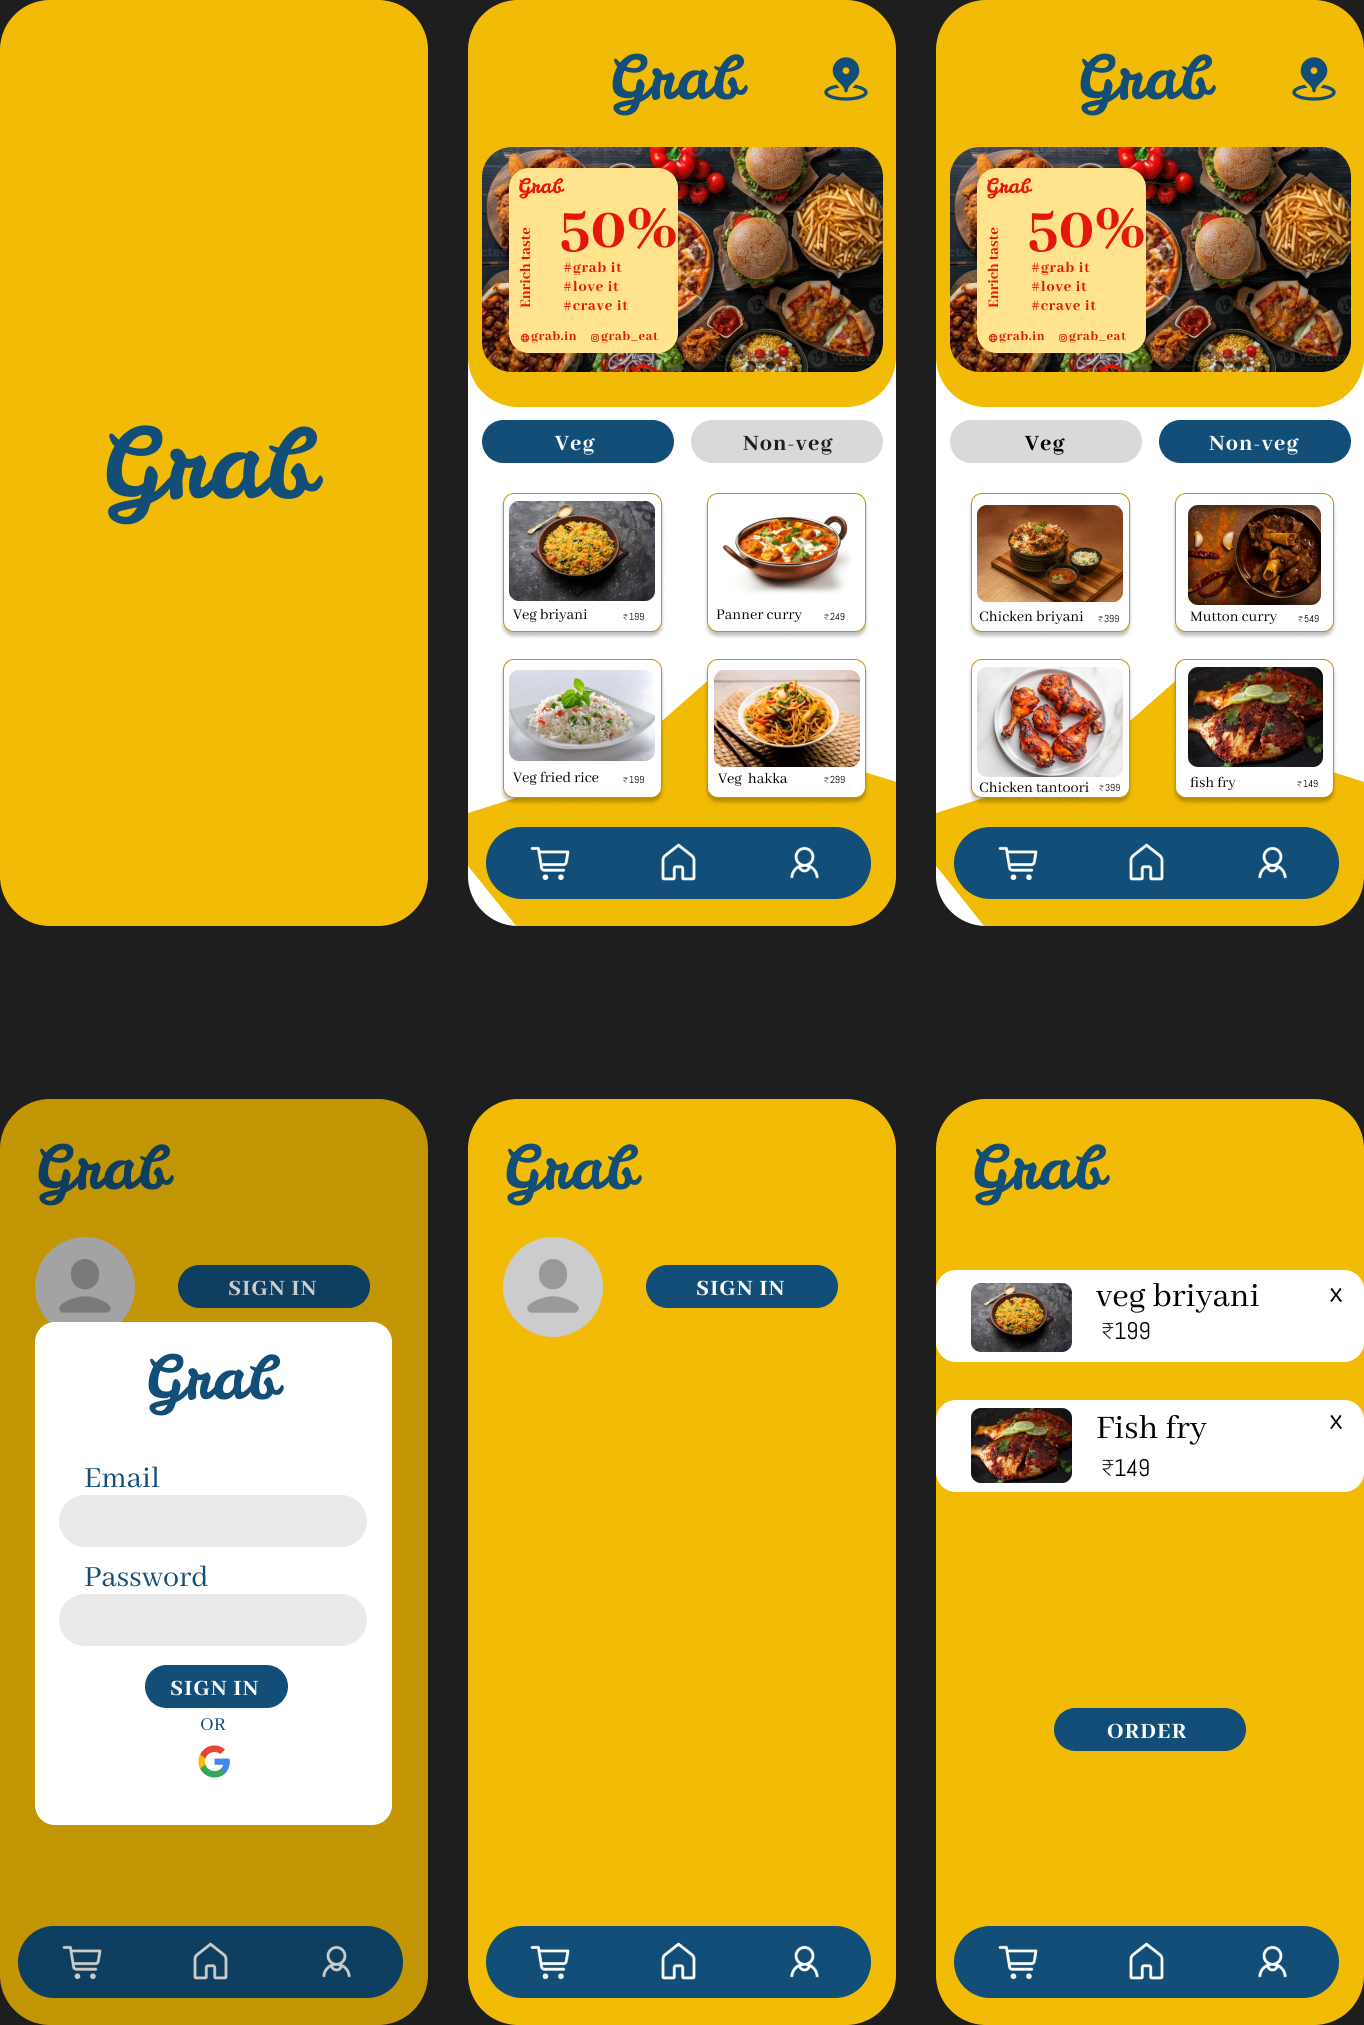 Grab
Grab
Grab
Enrich taste
50%
#grab it
#love it
#crave it
grab.in grab_eat
Veg Non-veg
Veg briyani ₹199
Panner curry ₹249
Veg fried rice ₹199
Veg hakka ₹299
Grab
Grab
Enrich taste
50%
#grab it
#love it
#crave it
grab.in grab_eat
Veg Non-veg
Chicken briyani ₹399
Mutton curry ₹549
Chicken tantoori ₹399
fish fry ₹149
Grab
SIGN IN
Grab
Email
Password
SIGN IN
OR
Grab
SIGN IN
Grab
veg briyani X
₹199
Fish fry X
₹149
ORDER